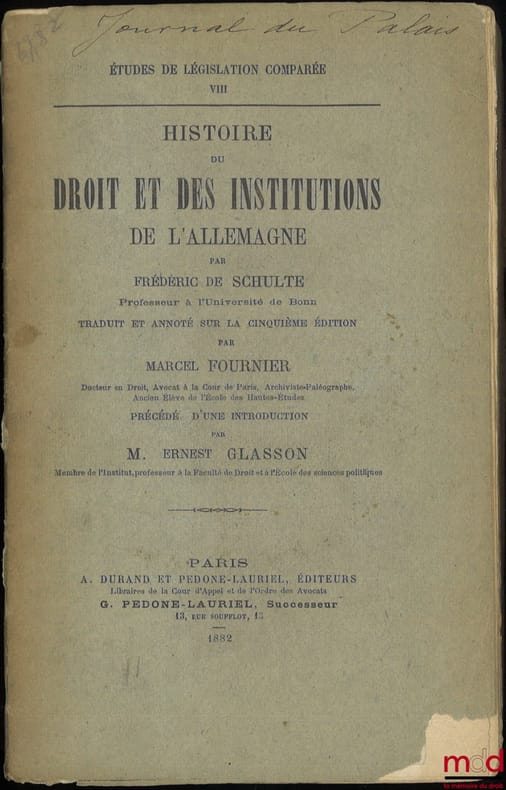 Journal du Palais
ÉTUDES DE LÉGISLATION COMPARÉE
VIII
HISTOIRE
DU
DROIT ET DES INSTITUTIONS
DE L'ALLEMAGNE
PAR
FRÉDÉRIC DE SCHULTE
Professeur à l'Université de Bonn
TRADUIT ET ANNOTÉ SUR LA CINQUIÈME ÉDITION
PAR
MARCEL FOURNIER
Docteur en Droit, Avocat à la Cour de Paris, Archiviste-Paléographe,
Ancien Élève de l'École des Hautes-Études
PRÉCÉDÉ D'UNE INTRODUCTION
PAR
M. ERNEST GLASSON
Membre de l'Institut, professeur à la Faculté de Droit et à l'École des sciences politiques
PARIS
A. DURAND ET PEDONE-LAURIEL, ÉDITEURS
Libraires de la Cour d'Appel et de l'Ordre des Avocats
G. PEDONE-LAURIEL, Successeur
13, RUE SOUFFLOT, 13
1882
mdd
la mémoire du droit